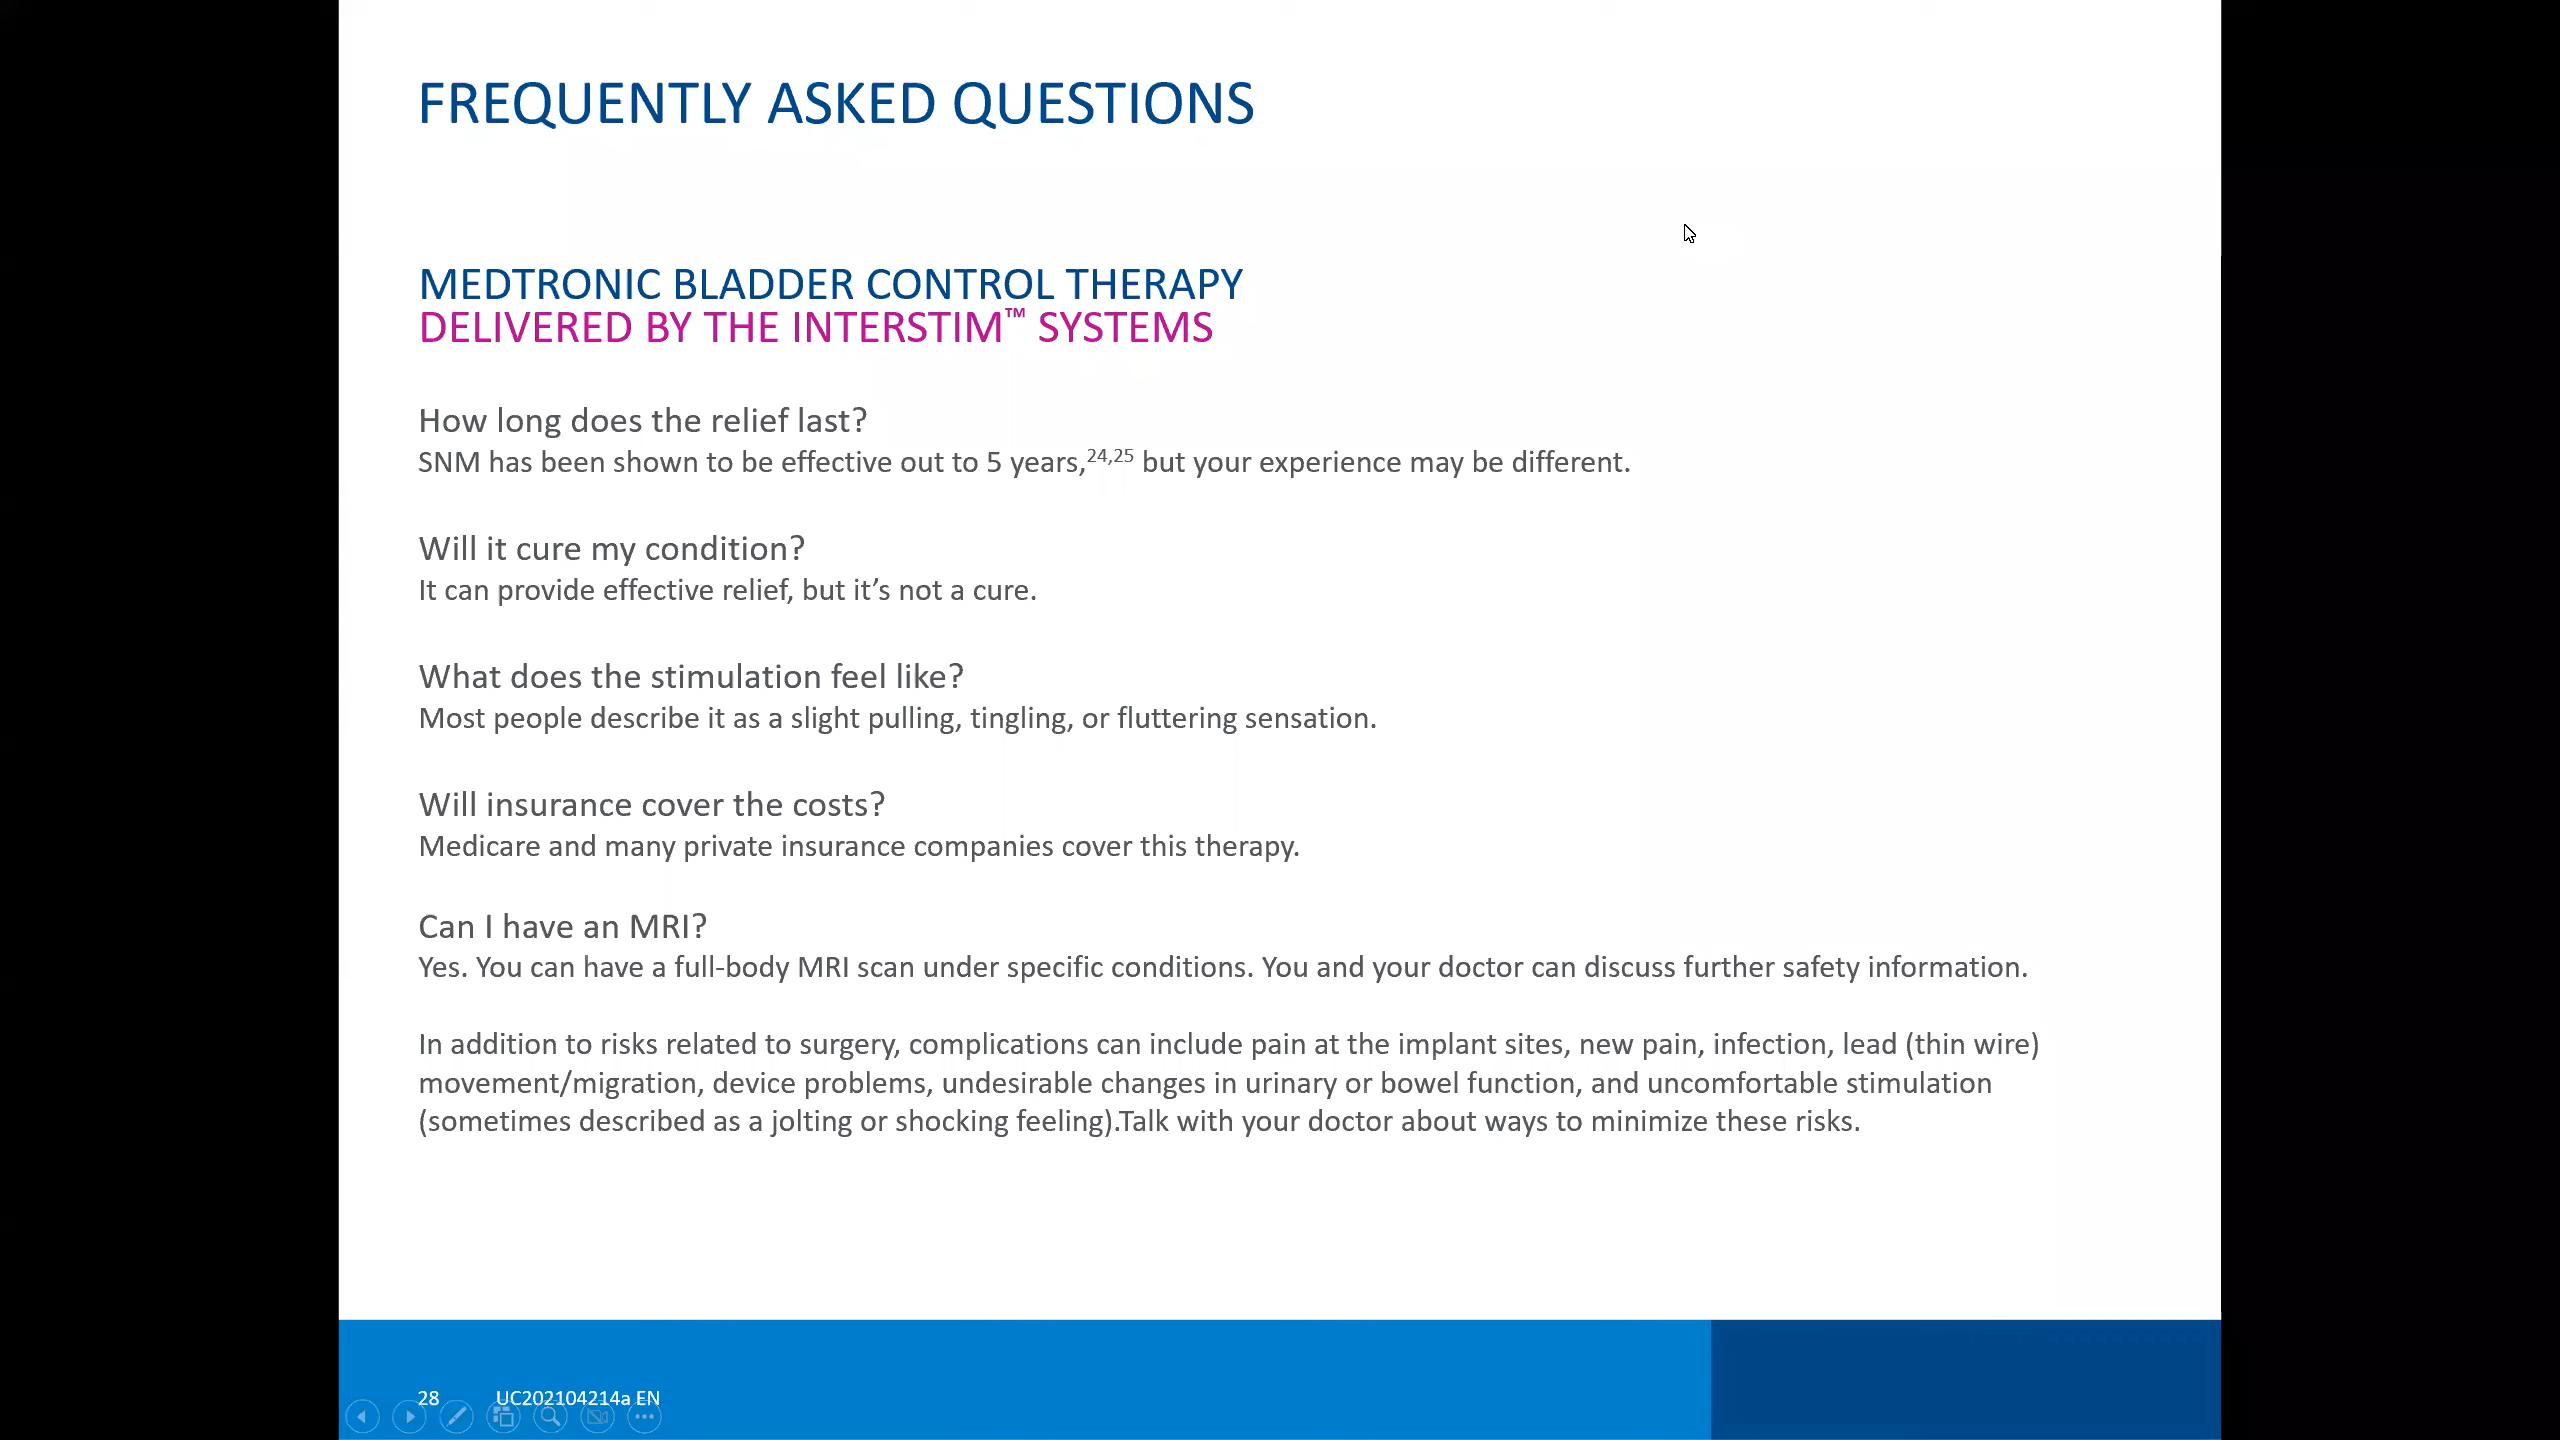 FREQUENTLY ASKED QUESTIONS
MEDTRONIC BLADDER CONTROL THERAPY
DELIVERED BY THE INTERSTIM™ SYSTEMS
How long does the relief last?
SNM has been shown to be effective out to 5 years,24,25 but your experience may be different.
Will it cure my condition?
It can provide effective relief, but it’s not a cure.
What does the stimulation feel like?
Most people describe it as a slight pulling, tingling, or fluttering sensation.
Will insurance cover the costs?
Medicare and many private insurance companies cover this therapy.
Can I have an MRI?
Yes. You can have a full-body MRI scan under specific conditions. You and your doctor can discuss further safety information.
In addition to risks related to surgery, complications can include pain at the implant sites, new pain, infection, lead (thin wire)
movement/migration, device problems, undesirable changes in urinary or bowel function, and uncomfortable stimulation
(sometimes described as a jolting or shocking feeling).Talk with your doctor about ways to minimize these risks.
28 UC202104214a EN